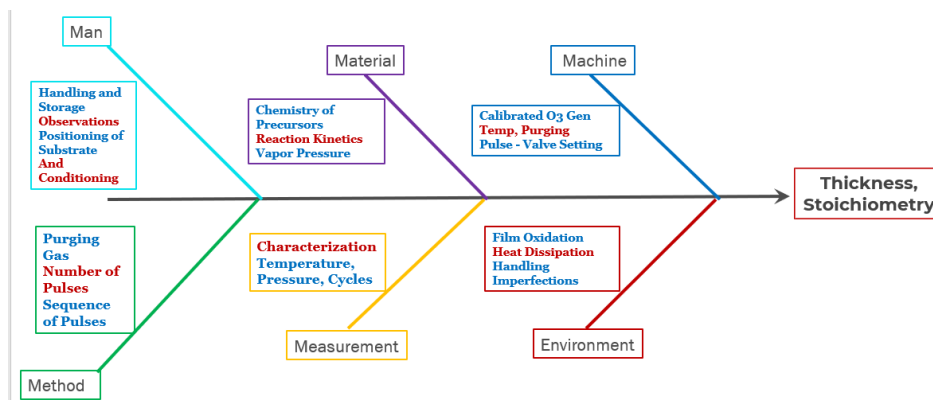 Man
Material
Machine
Handling and
Storage
Observations
Positioning of
Substrate
And
Conditioning
Chemistry of
Precursors
Reaction Kinetics
Vapor Pressure
Calibrated O3 Gen
Temp, Purging
Pulse - Valve Setting
Thickness,
Stoichiometry
Purging
Gas
Number of
Pulses
Sequence
of Pulses
Characterization
Temperature,
Pressure, Cycles
Film Oxidation
Heat Dissipation
Handling
Imperfections
Method
Measurement
Environment